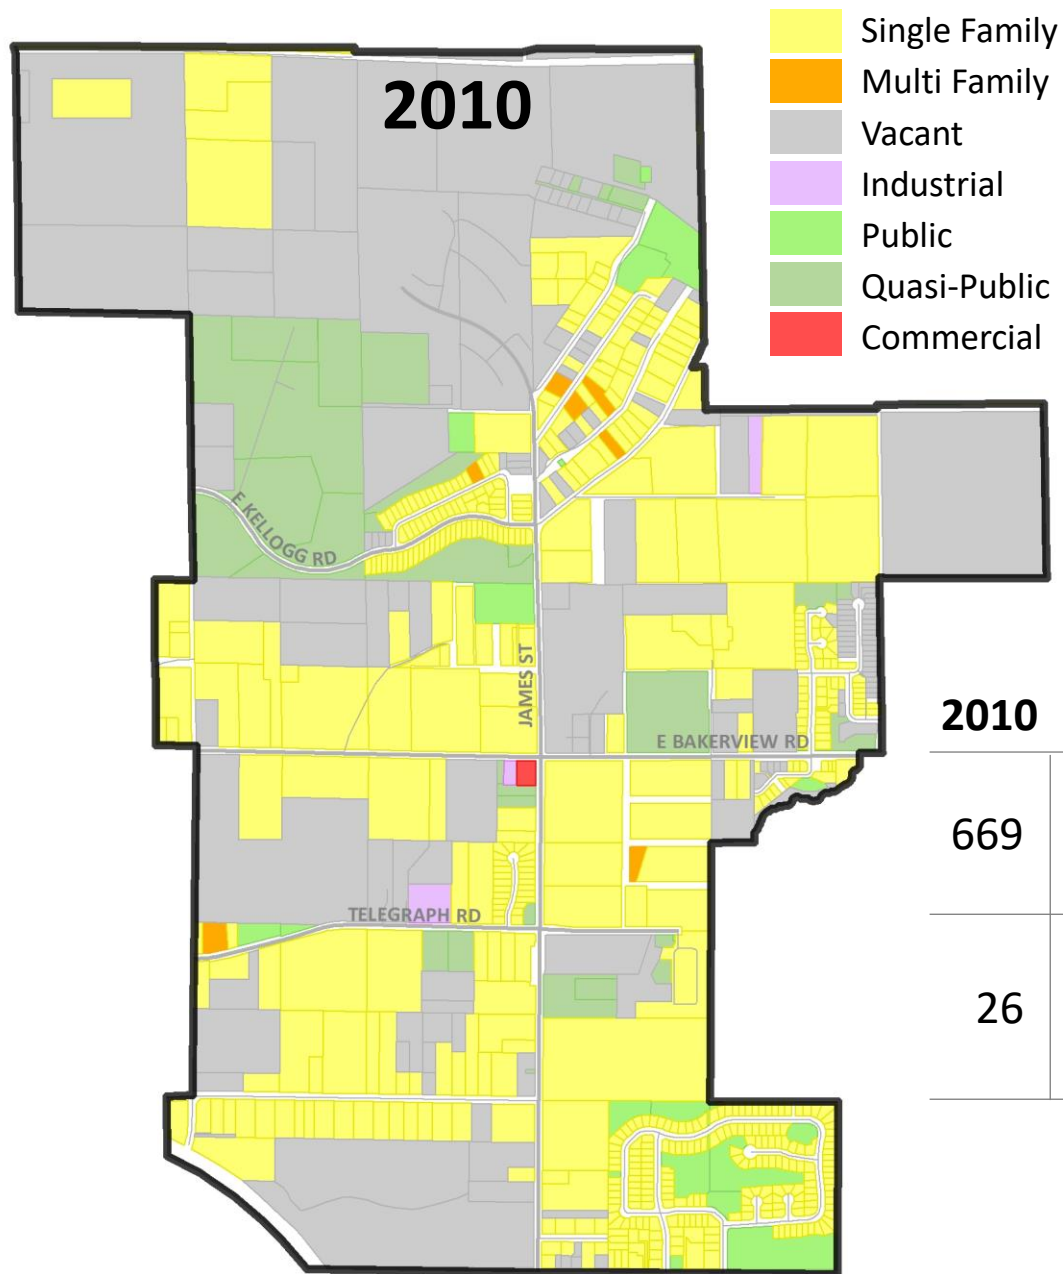 2010
Single Family
Multi Family
Vacant
Industrial
Public
Quasi-Public
Commercial
E KELLOGG RD
JAMES ST
E BAKERVIEW RD
TELEGRAPH RD
2010
669
26